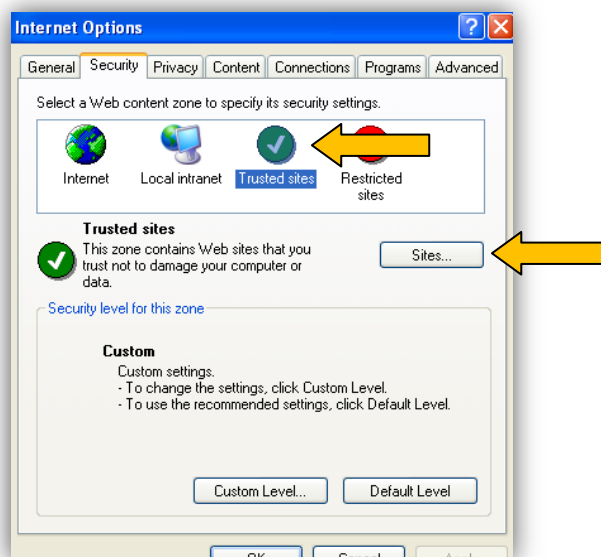 Internet Options
General Security Privacy Content Connections Programs Advanced
Select a Web content zone to specify its security settings.
Internet Local intranet Trusted sites Restricted sites
Trusted sites
This zone contains Web sites that you
trust not to damage your computer or
data.
Sites...
Security level for this zone
Custom
Custom settings.
- To change the settings, click Custom Level.
- To use the recommended settings, click Default Level.
Custom Level... Default Level
OK Cancel Apply